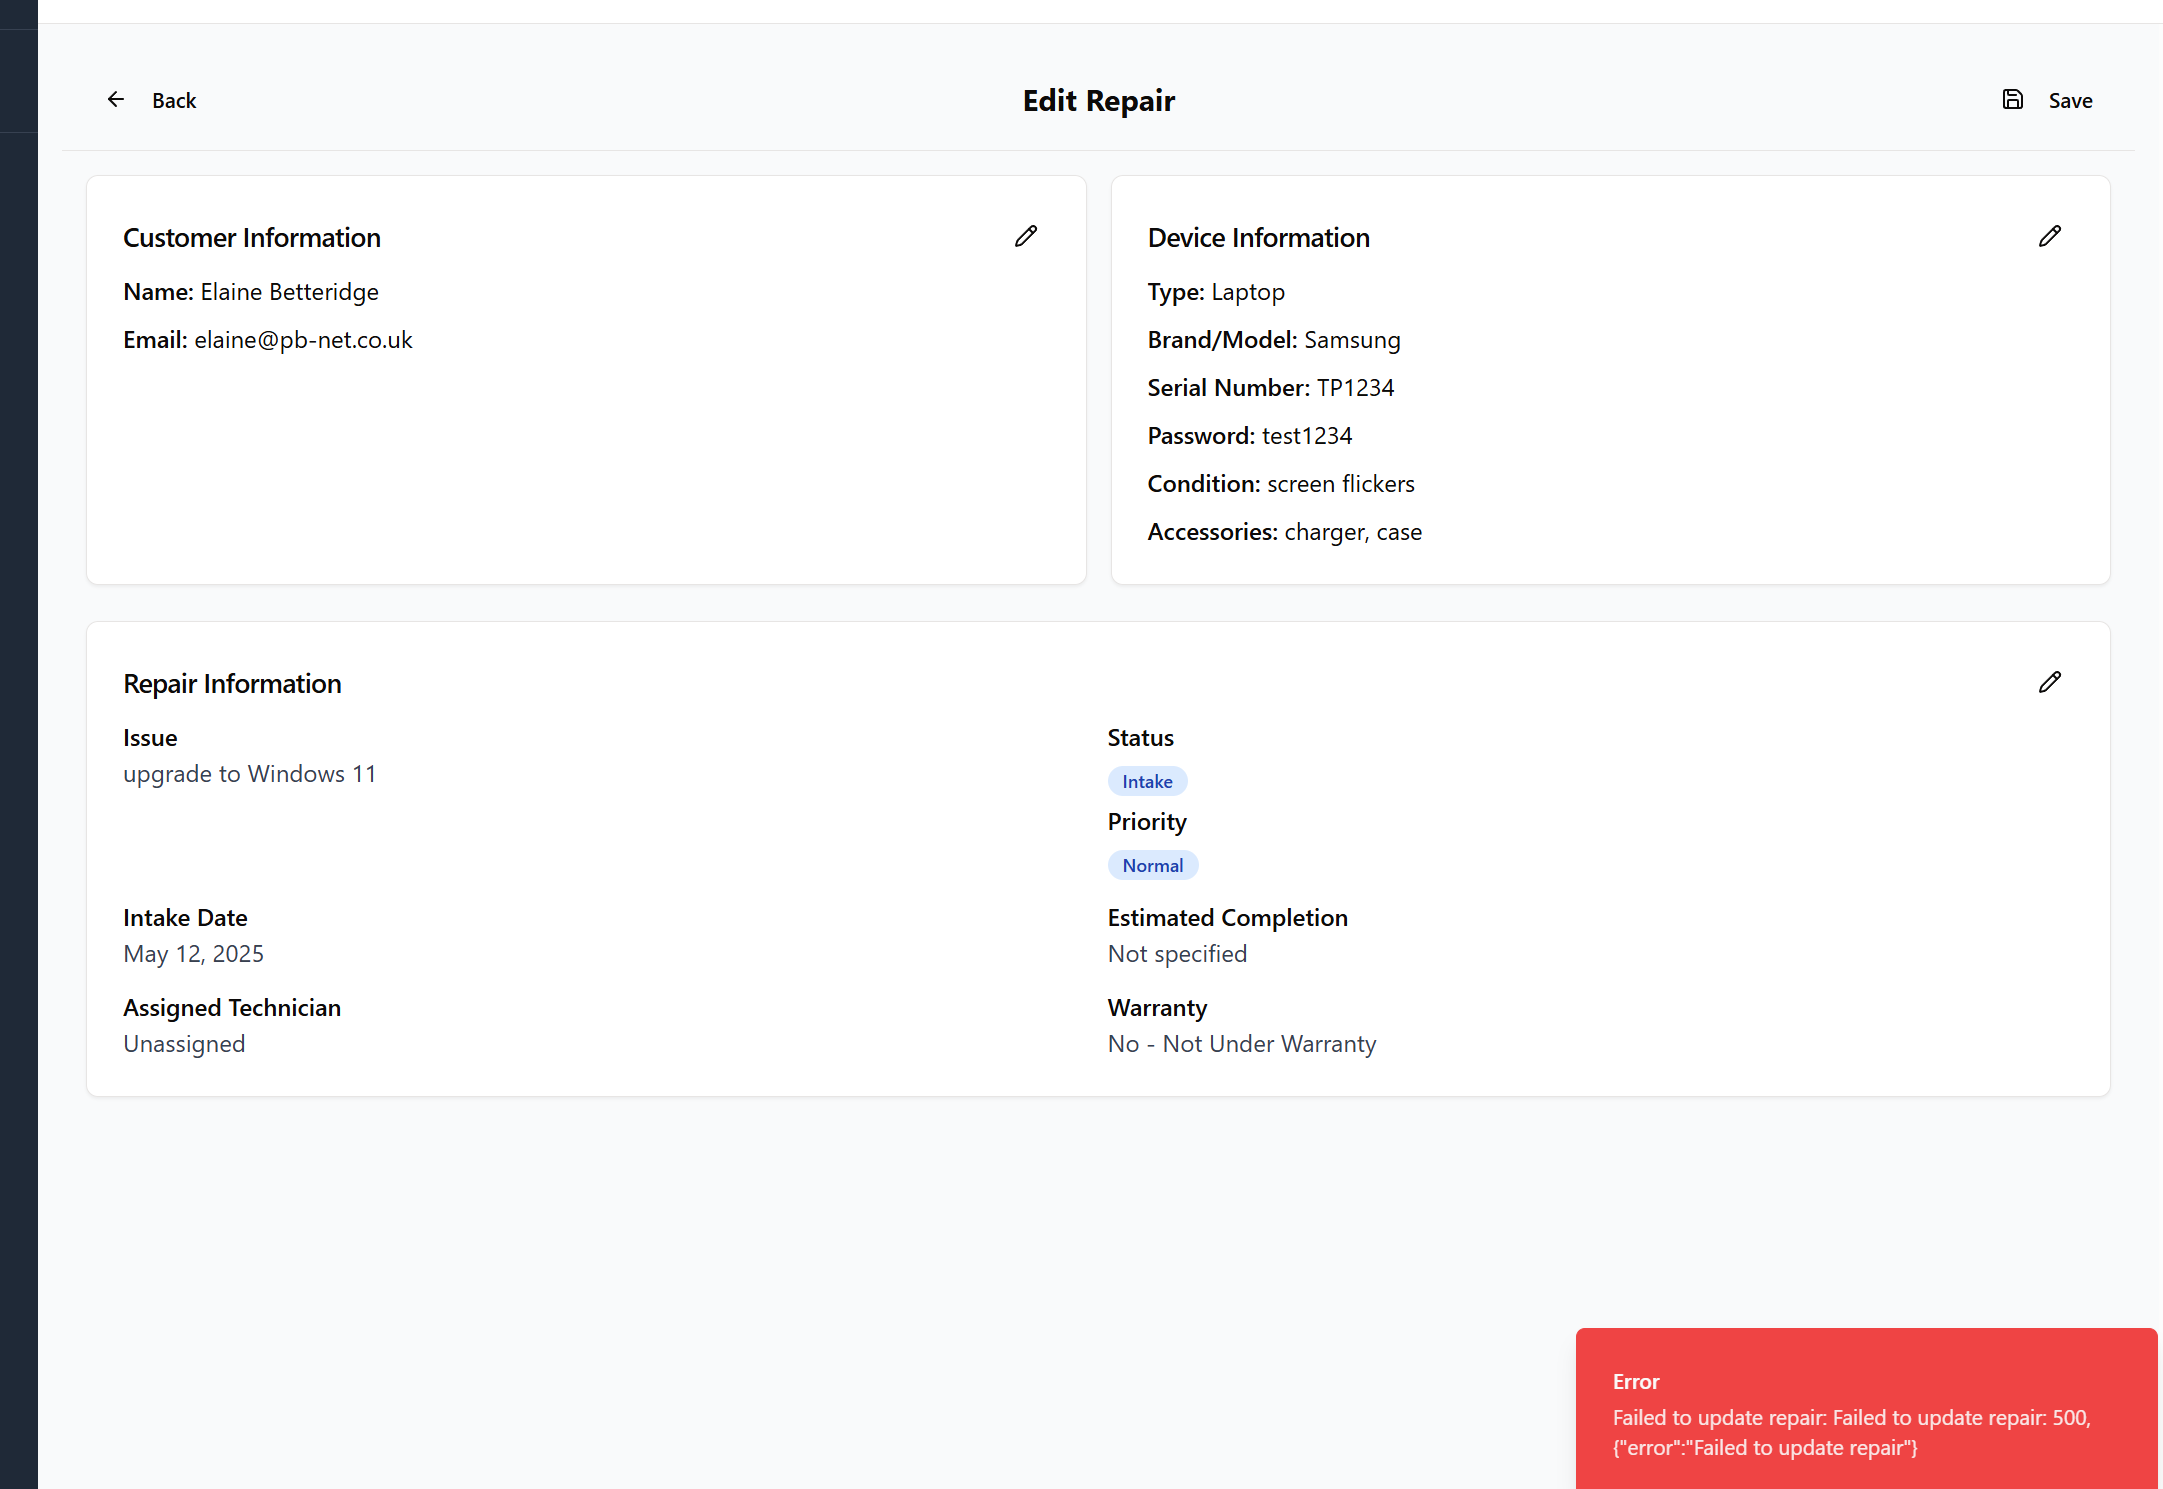 Back
Edit Repair
Save
Customer Information
Name: Elaine Betteridge
Email: elaine@pb-net.co.uk
Device Information
Type: Laptop
Brand/Model: Samsung
Serial Number: TP1234
Password: test1234
Condition: screen flickers
Accessories: charger, case
Repair Information
Issue
upgrade to Windows 11
Status
Intake
Priority
Normal
Intake Date
May 12, 2025
Estimated Completion
Not specified
Assigned Technician
Unassigned
Warranty
No - Not Under Warranty
Error
Failed to update repair: Failed to update repair: 500,
{"error":"Failed to update repair"}